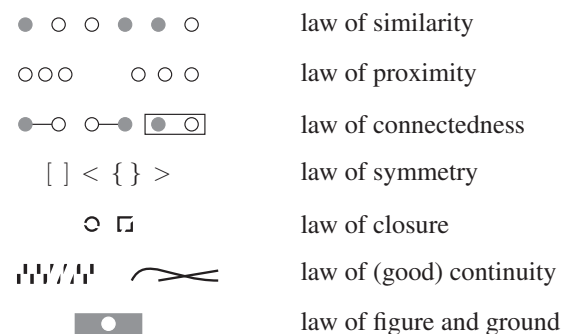 law of similarity
law of proximity
law of connectedness
[ ] < { } > law of symmetry
law of closure
law of (good) continuity
law of figure and ground